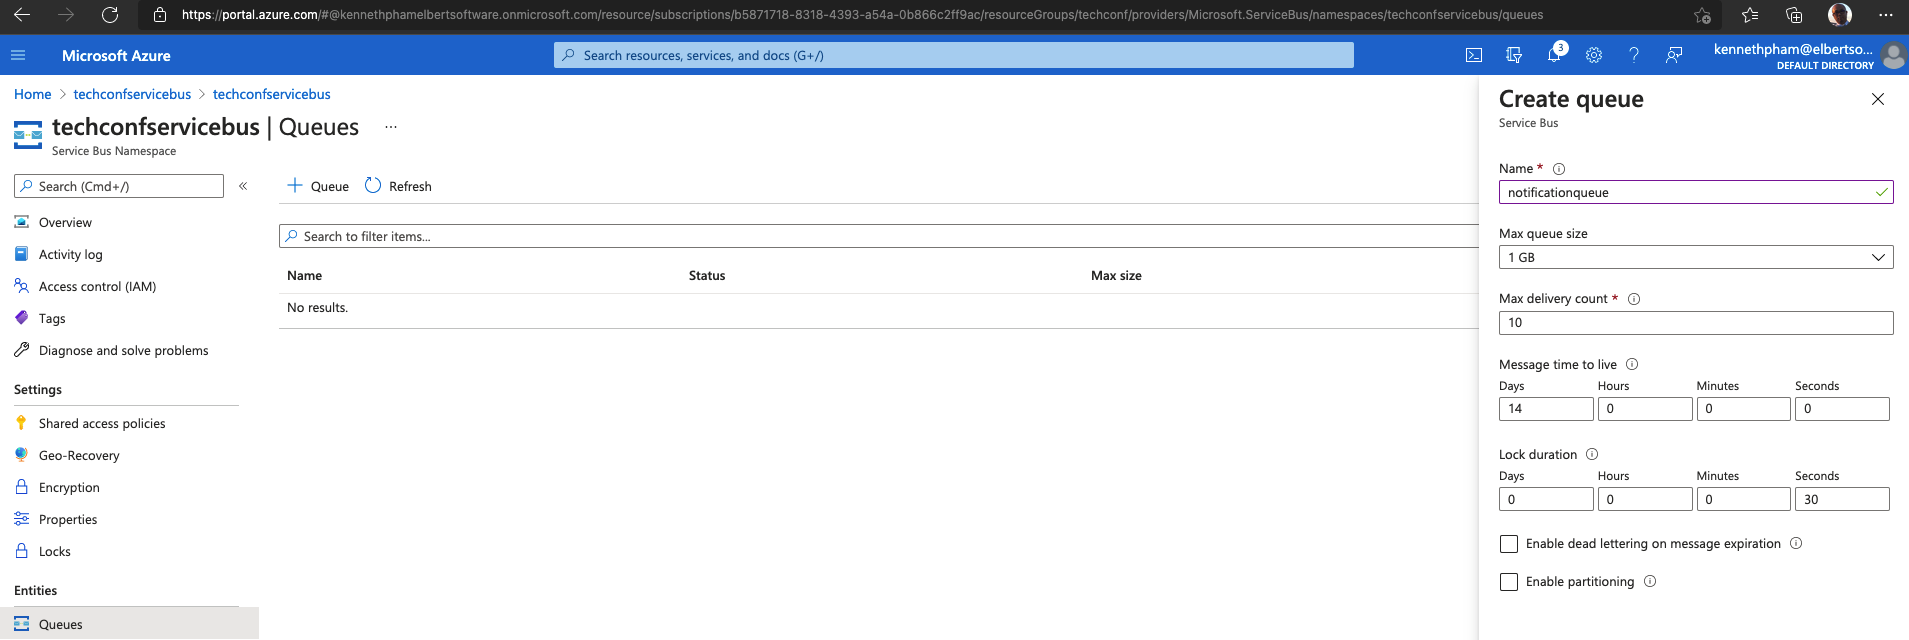 https://portal.azure.com/#@kennethphamelbertsoftware.onmicrosoft.com/resource/subscriptions/b5871718-8318-4393-a54a-0b866c2ff9ac/resourceGroups/techconf/providers/Microsoft.ServiceBus/namespaces/techconfservicebus/queues
Microsoft Azure
Search resources, services, and docs (G+/)
3
kennethpham@elbertso...
DEFAULT DIRECTORY
Home > techconfservicebus > techconfservicebus
techconfservicebus | Queues ...
Service Bus Namespace
Search (Cmd+/)
«
Overview
Activity log
Access control (IAM)
Tags
Diagnose and solve problems
Settings
Shared access policies
Geo-Recovery
Encryption
Properties
Locks
Entities
Queues
+ Queue Refresh
Search to filter items...
Name Status Max size
No results.
Create queue
Service Bus
Name *
notificationqueue
Max queue size
1 GB
Max delivery count *
10
Message time to live
Days Hours Minutes Seconds
14 0 0 0
Lock duration
Days Hours Minutes Seconds
0 0 0 30
Enable dead lettering on message expiration
Enable partitioning